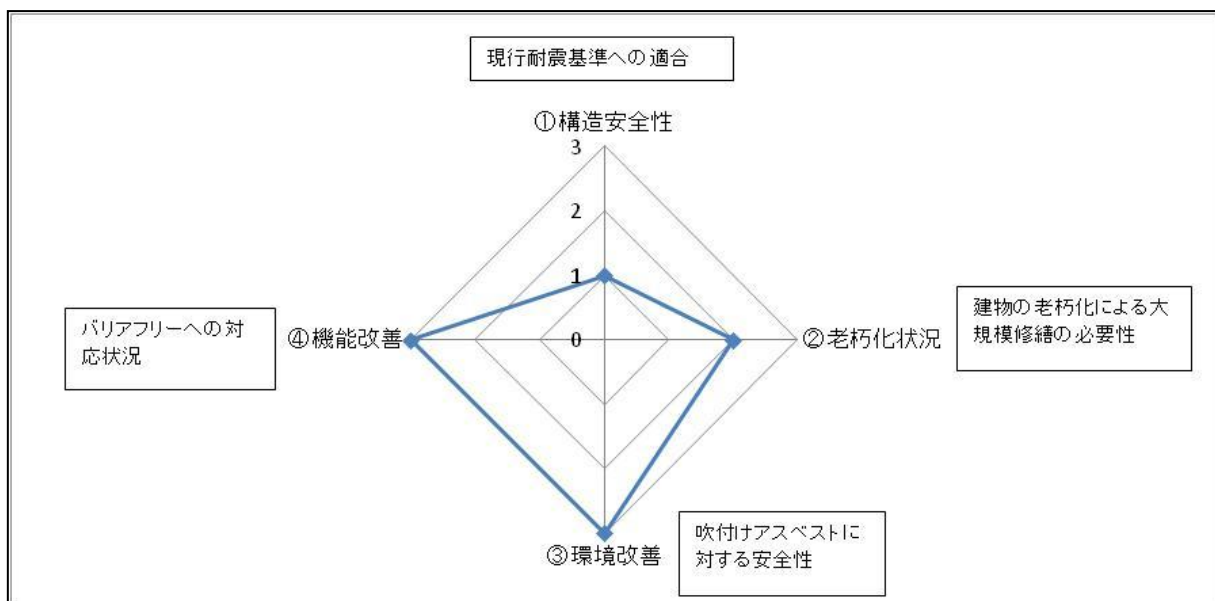 現行耐震基準への適合
①構造安全性
3
2
1
0
バリアフリーへの対
応状況
④機能改善
②老朽化状況
建物の老朽化による大
規模修繕の必要性
③環境改善
吹付けアスベストに
対する安全性